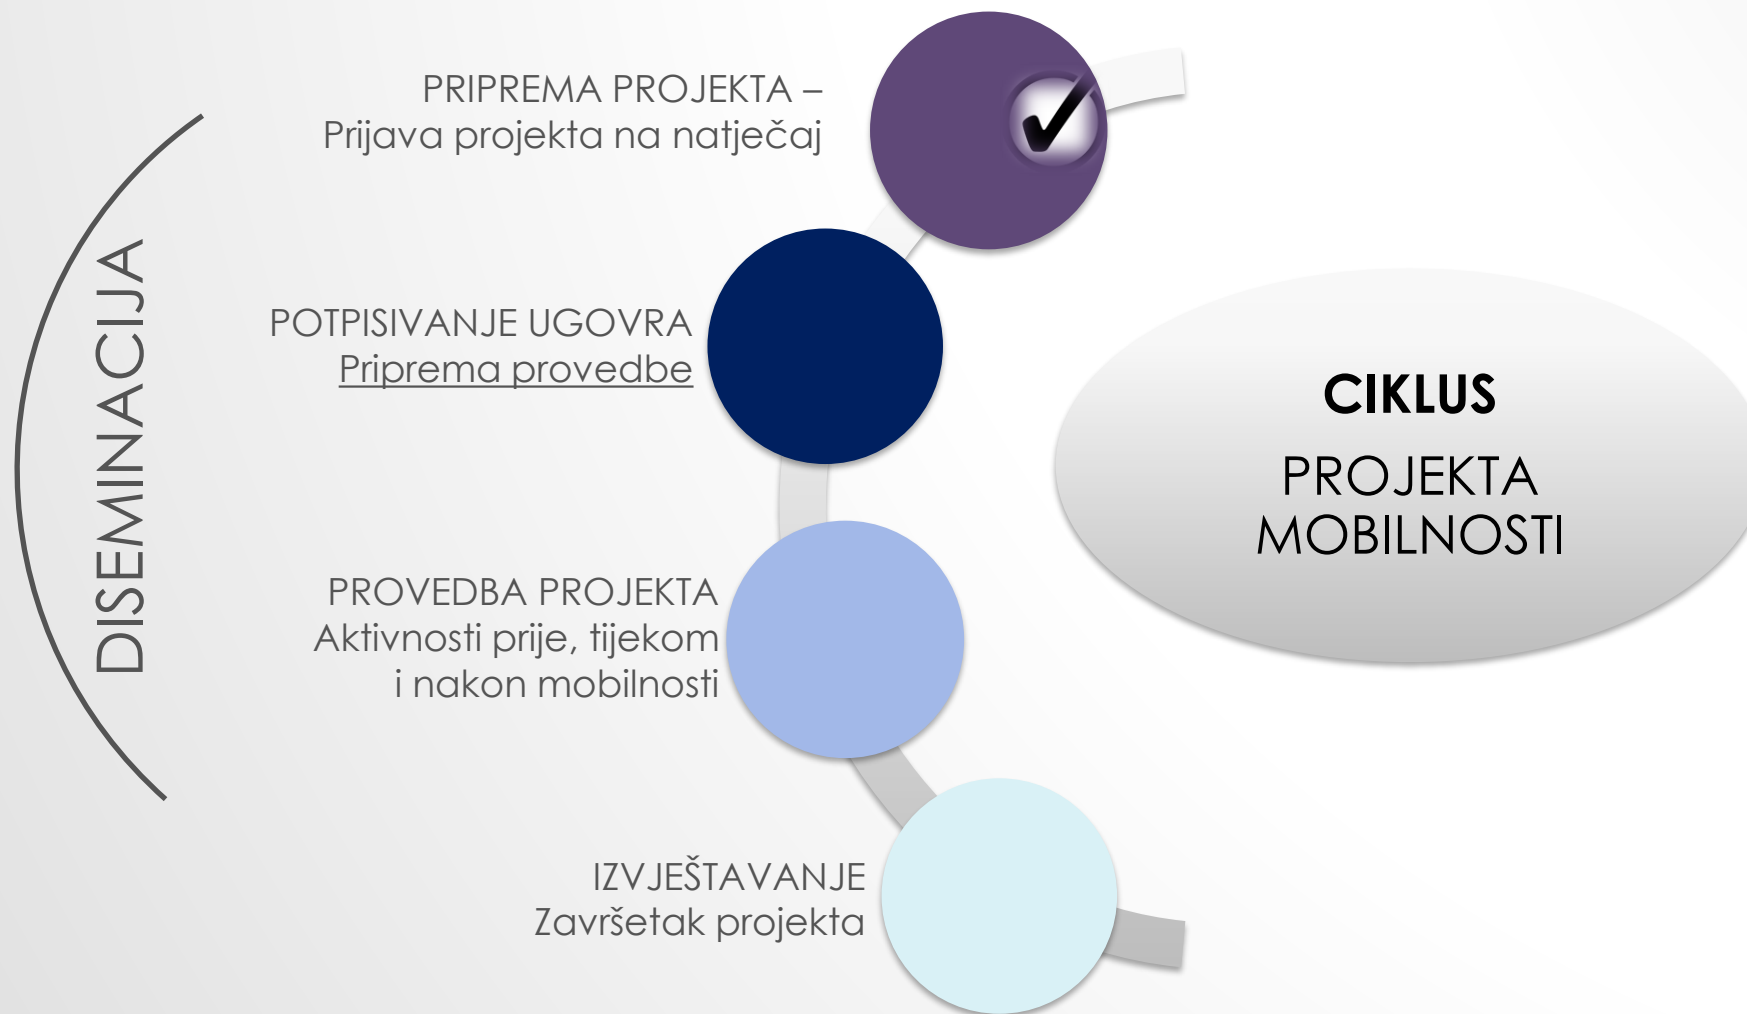 DISEMINACIJA
PRIPREMA PROJEKTA –
Prijava projekta na natječaj
POTPISIVANJE UGOVRA
Priprema provedbe
PROVEDBA PROJEKTA
Aktivnosti prije, tijekom
i nakon mobilnosti
IZVJEŠTAVANJE
Završetak projekta
CIKLUS
PROJEKTA
MOBILNOSTI